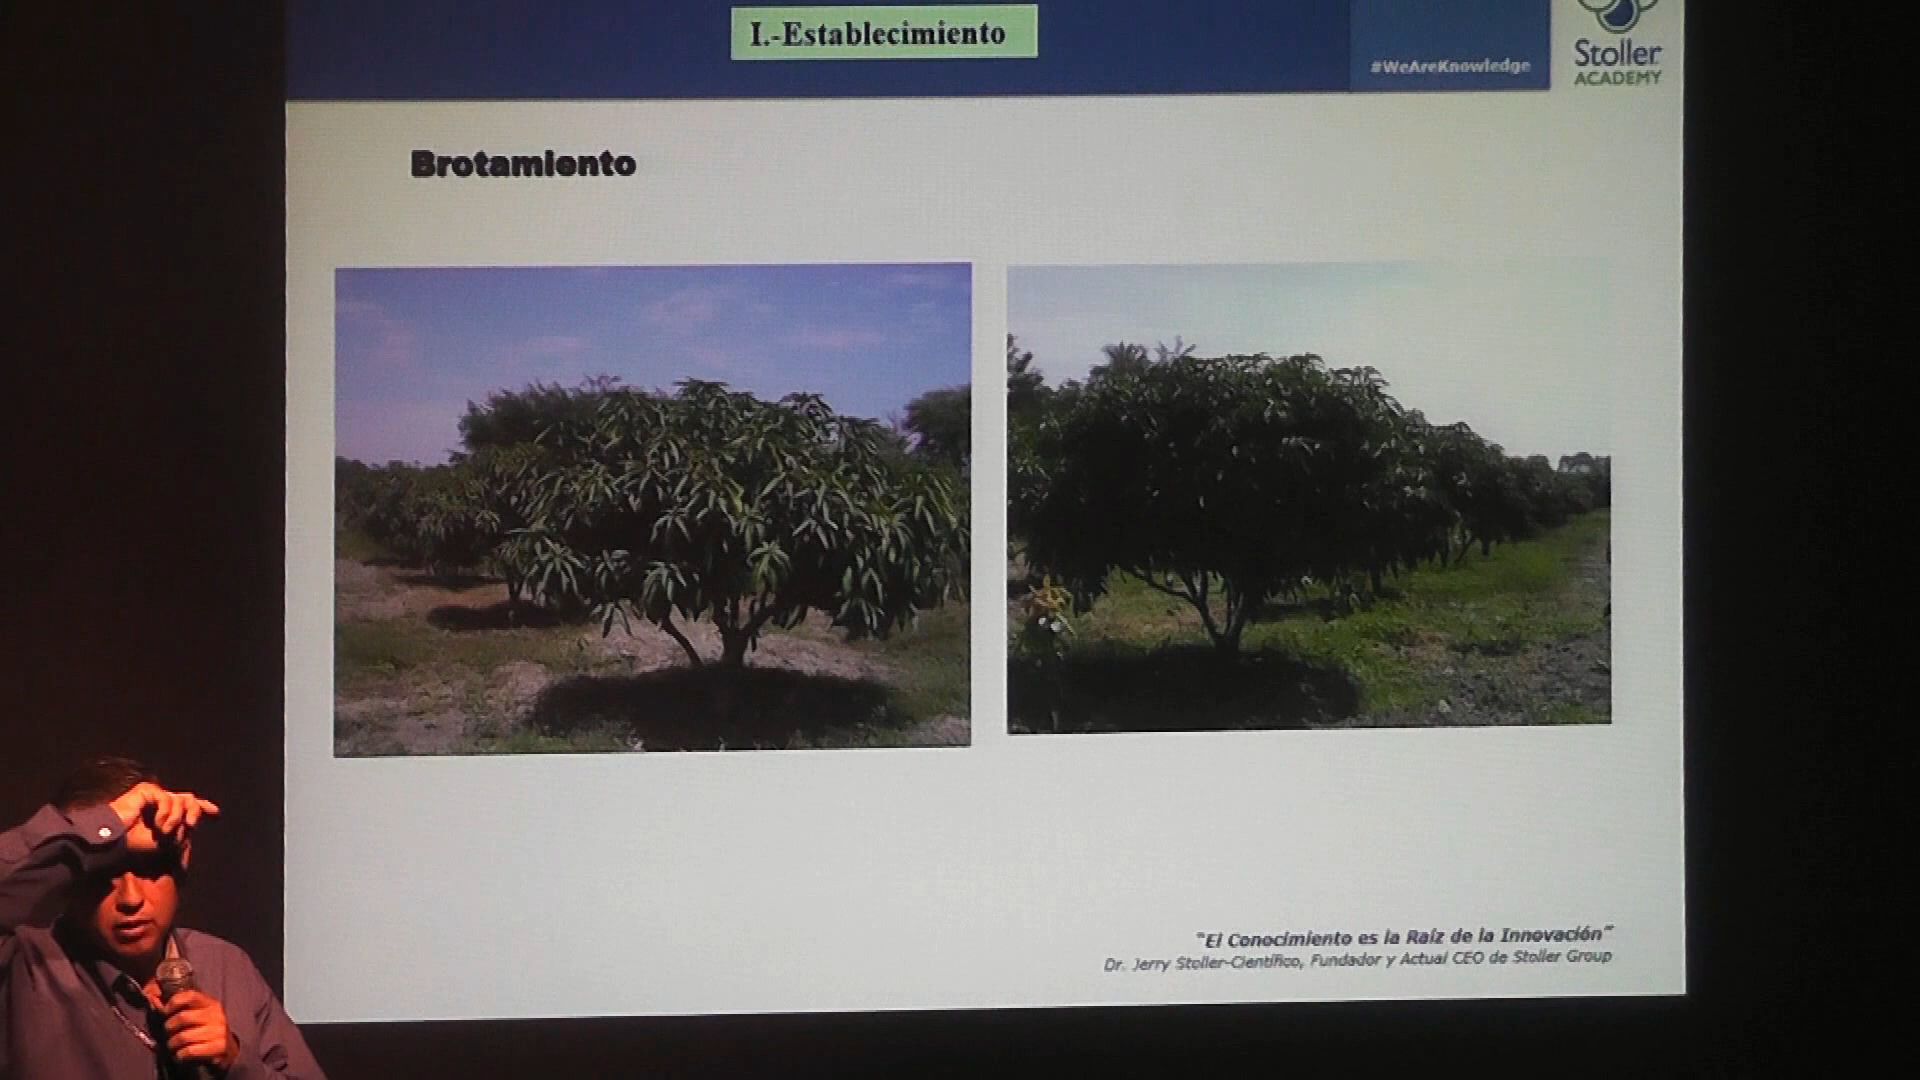 I.-Establecimiento
#WeAreKnowledge
Stoller
ACADEMY
Brotamiento
"El Conocimiento es la Raíz de la Innovación"
Dr. Jerry Stoller-Científico, Fundador y Actual CEO de Stoller Group